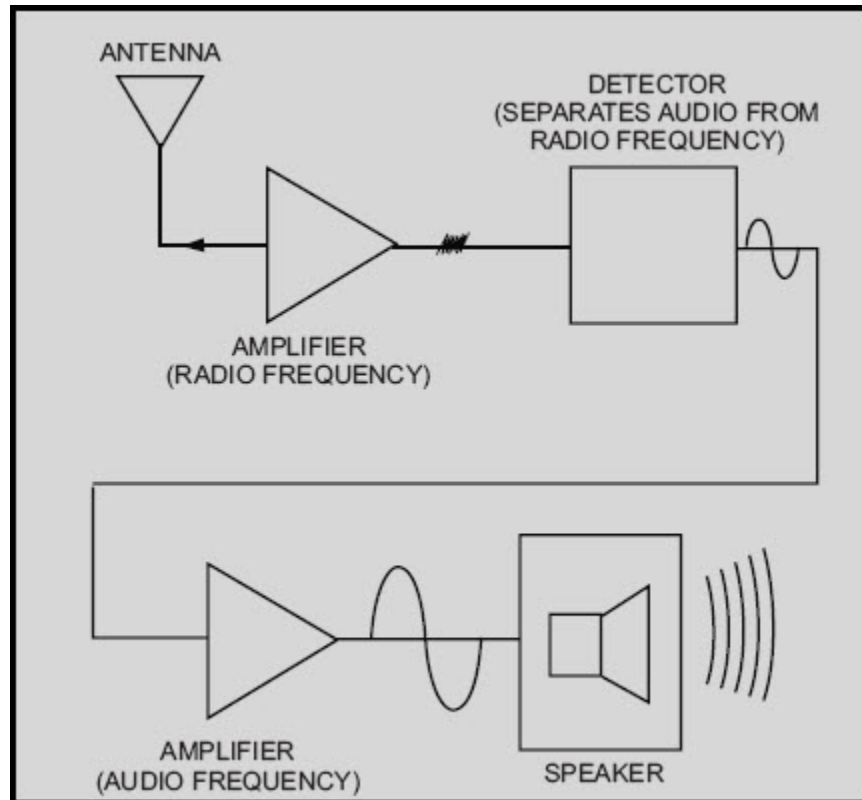 ANTENNA
DETECTOR
(SEPARATES AUDIO FROM
RADIO FREQUENCY)
AMPLIFIER
(RADIO FREQUENCY)
AMPLIFIER
(AUDIO FREQUENCY)
SPEAKER